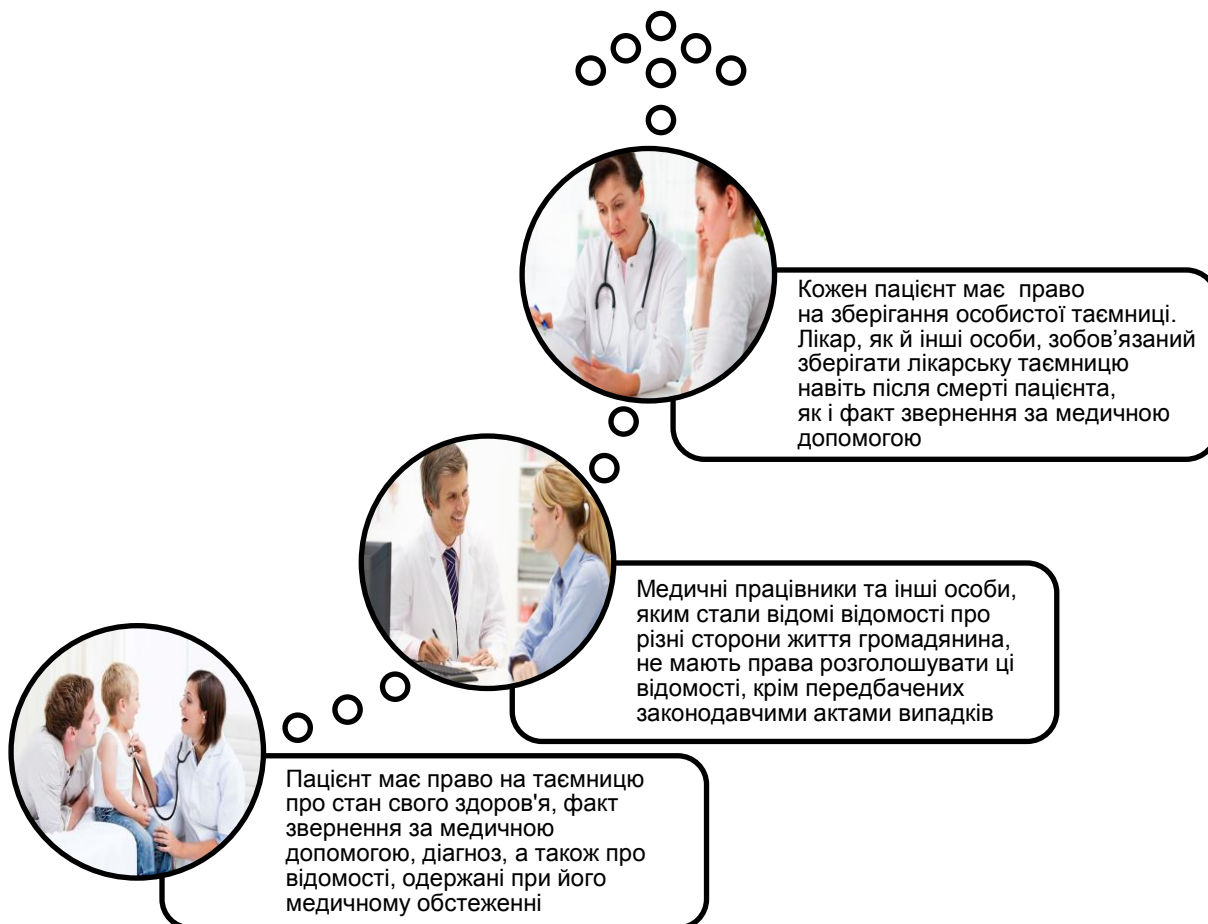 Кожен пацієнт має  право
на зберігання особистої таємниці.
Лікар, як й інші особи, зобов’язаний
зберігати лікарську таємницю
навіть після смерті пацієнта,
як і факт звернення за медичною
допомогою
Медичні працівники та інші особи,
яким стали відомі відомості про
різні сторони життя громадянина,
не мають права розголошувати ці
відомості, крім передбачених
законодавчими актами випадків
Пацієнт має право на таємницю
про стан свого здоров'я, факт
звернення за медичною
допомогою, діагноз, а також про
відомості, одержані при його
медичному обстеженні